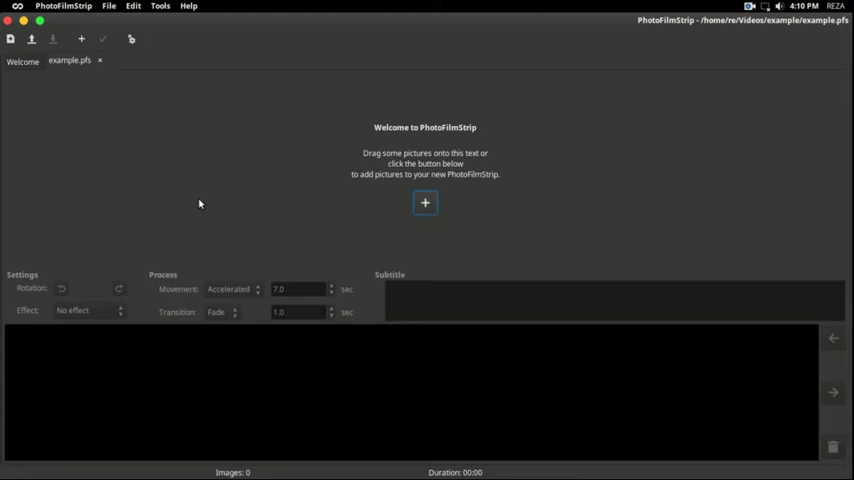 PhotoFilmStrip File Edit Tools Help 4:10 PM REZA
PhotoFilmStrip - /home/re/Videos/example/example.pfs
Welcome example.pfs
Welcome to PhotoFilmStrip
Drag some pictures onto this text or
click the button below
to add pictures to your new PhotoFilmStrip.
Settings Process Subtitle
Rotation: Movement: Accelerated 7.0 sec
Effect: No effect Transition: Fade 1.0 sec
Images: 0 Duration: 00:00